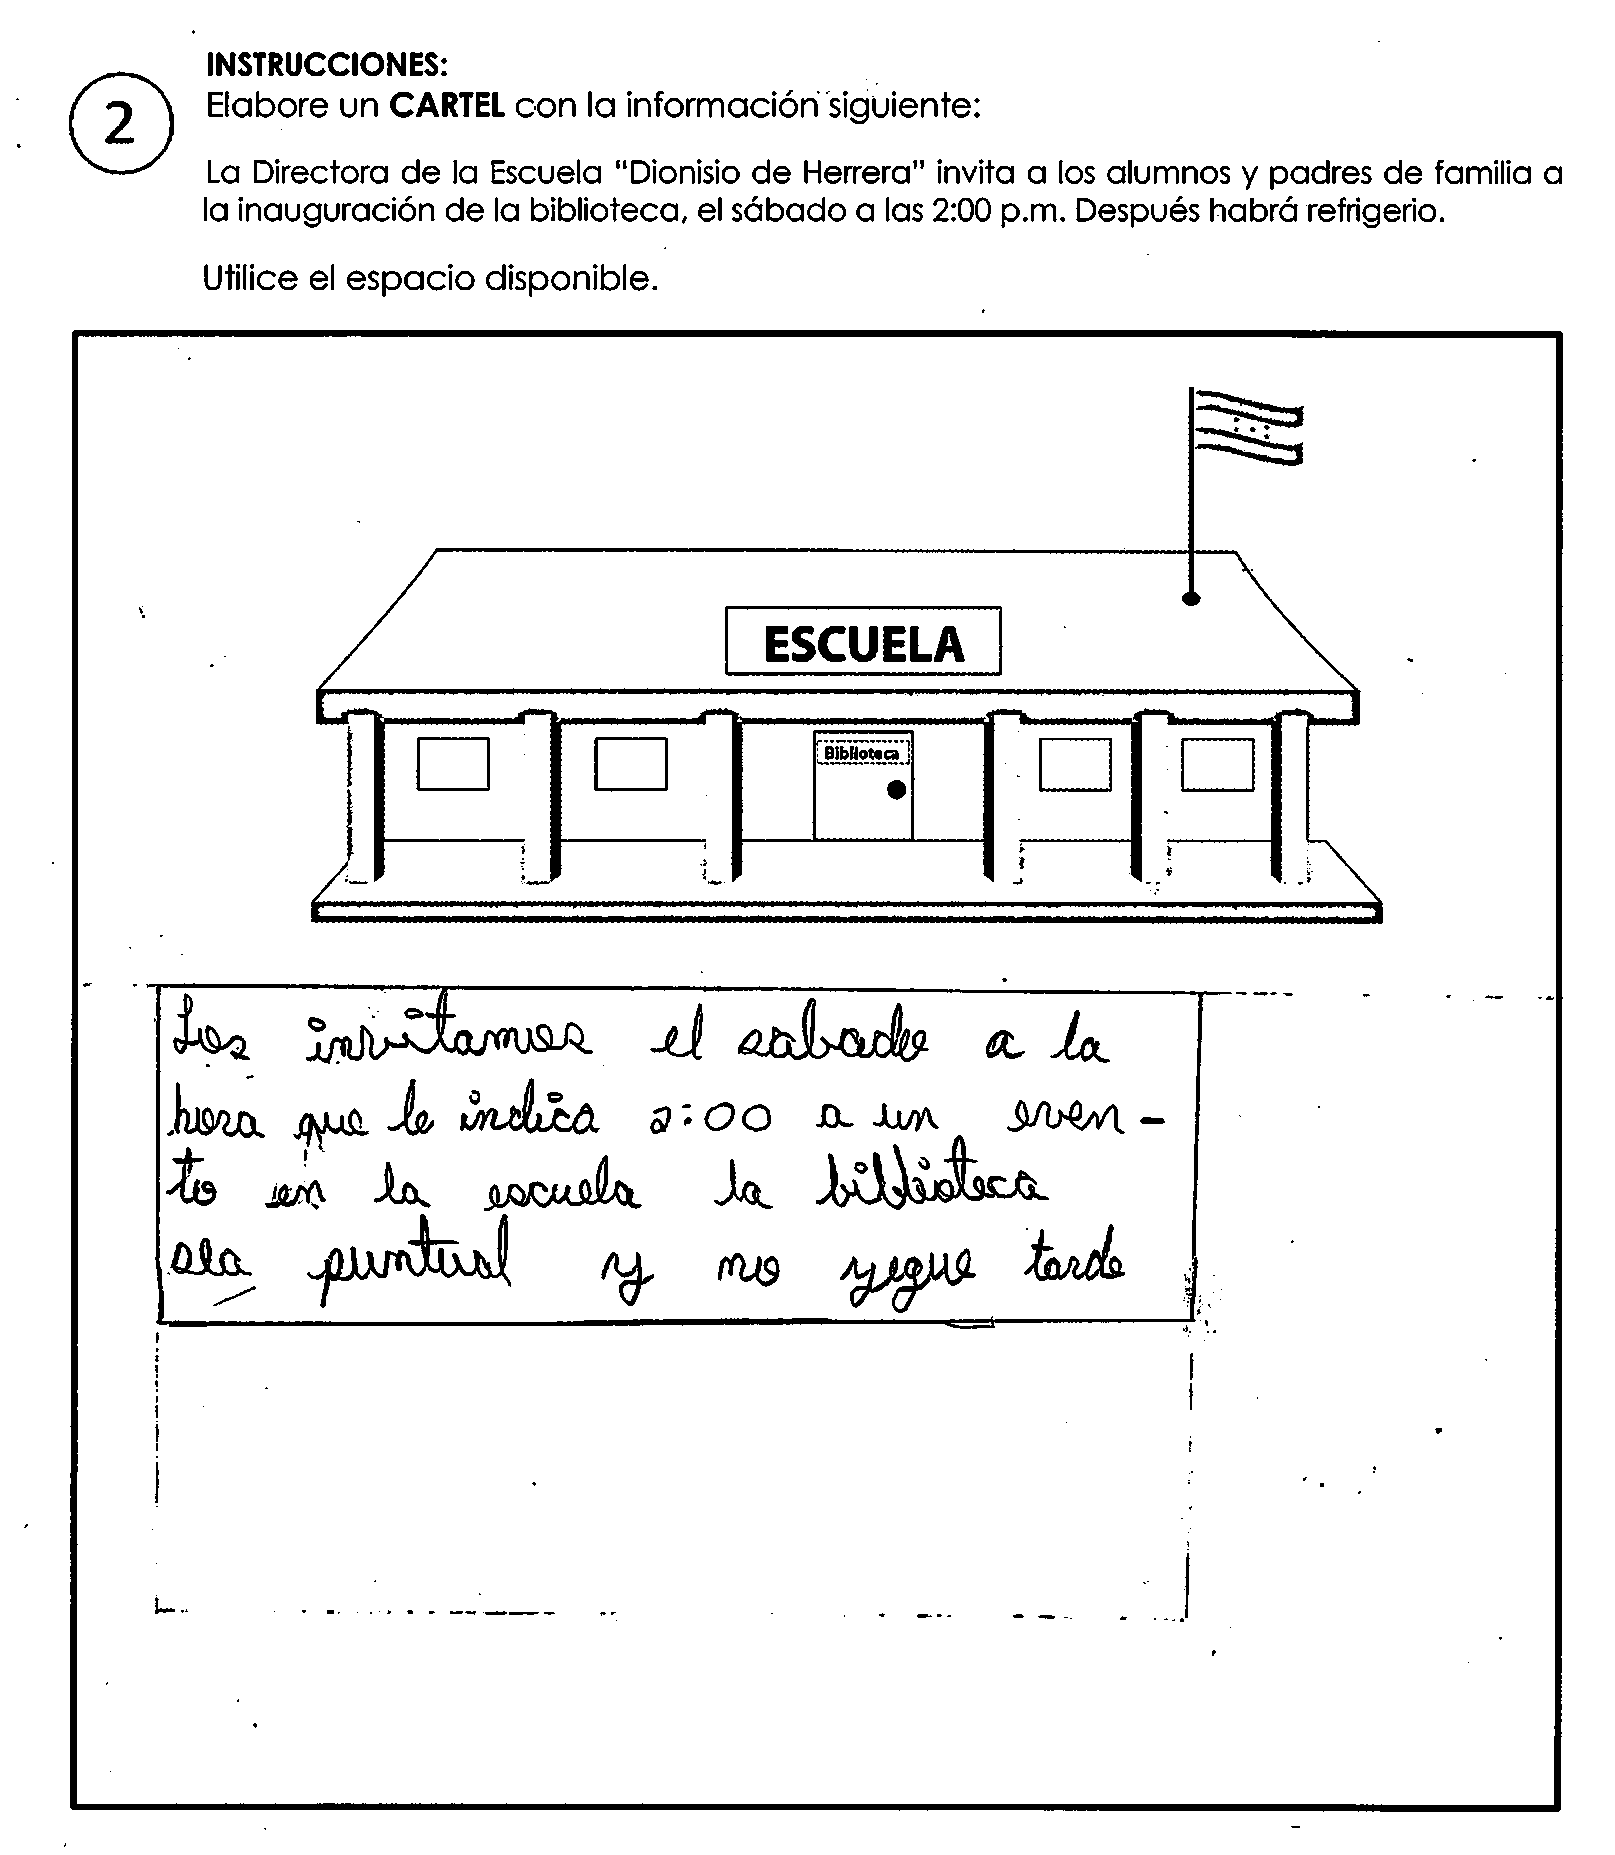 INSTRUCCIONES:
2
Elabore un CARTEL con la información siguiente:
La Directora de la Escuela "Dionisio de Herrera" invita a los alumnos y padres de familia a
la inauguración de la biblioteca, el sábado a las 2:00 p.m. Después habrá refrigerio.
Utilice el espacio disponible.
ESCUELA
Biblioteca
Los invitamos el sabado a la
hora que le indica 2:00 a un even-
to en la escuela la biblioteca
sea puntual y no yegue tarde